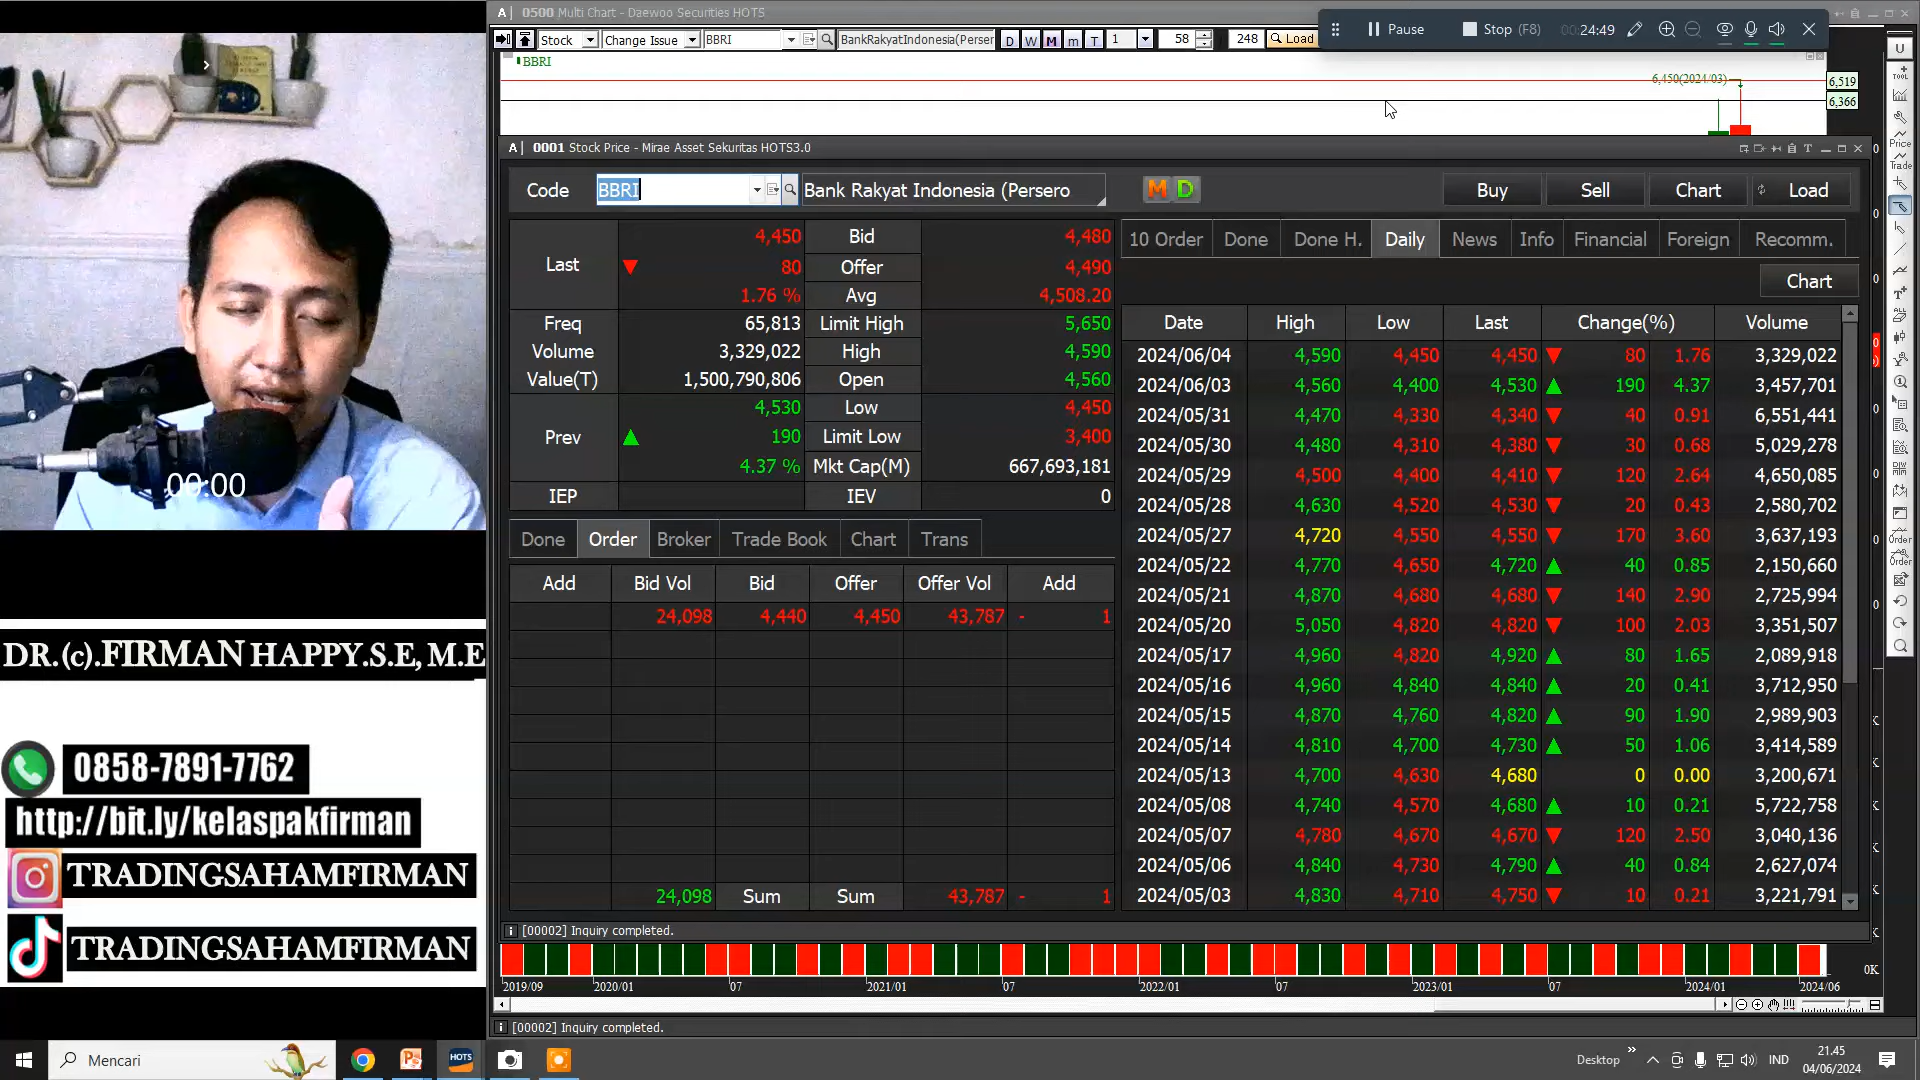 0500 Multi Chart - Daewoo Securities HOTS
Stock Change Issue BBRI BankRakyatIndonesia(Perser D W M m T 1 58 248 Load
Pause Stop (F8) 00:24:49
BBRI
6,450(2024/03)
6,519
6,366
0001 Stock Price - Mirae Asset Sekuritas HOTS3.0
Code BBRI Bank Rakyat Indonesia (Persero M D Buy Sell Chart Load
Last 4,450 Bid 4,480
▼ 80 Offer 4,490
1.76 % Avg 4,508.20
Freq 65,813 Limit High 5,650
Volume 3,329,022 High 4,590
Value(T) 1,500,790,806 Open 4,560
4,530 Low 4,450
Prev ▲ 190 Limit Low 3,400
4.37 % Mkt Cap(M) 667,693,181
IEP IEV 0
Done Order Broker Trade Book Chart Trans
Add Bid Vol Bid Offer Offer Vol Add
24,098 4,440 4,450 43,787 - 1
24,098 Sum Sum 43,787 - 1
10 Order Done Done H. Daily News Info Financial Foreign Recomm.
Chart
Date High Low Last Change(%) Volume
2024/06/04 4,590 4,450 4,450 ▼ 80 1.76 3,329,022
2024/06/03 4,560 4,400 4,530 ▲ 190 4.37 3,457,701
2024/05/31 4,470 4,330 4,340 ▼ 40 0.91 6,551,441
2024/05/30 4,480 4,310 4,380 ▼ 30 0.68 5,029,278
2024/05/29 4,500 4,400 4,410 ▼ 120 2.64 4,650,085
2024/05/28 4,630 4,520 4,530 ▼ 20 0.43 2,580,702
2024/05/27 4,720 4,550 4,550 ▼ 170 3.60 3,637,193
2024/05/22 4,770 4,650 4,720 ▲ 40 0.85 2,150,660
2024/05/21 4,870 4,680 4,680 ▼ 140 2.90 2,725,994
2024/05/20 5,050 4,820 4,820 ▼ 100 2.03 3,351,507
2024/05/17 4,960 4,820 4,920 ▲ 80 1.65 2,089,918
2024/05/16 4,960 4,840 4,840 ▲ 20 0.41 3,712,950
2024/05/15 4,870 4,760 4,820 ▲ 90 1.90 2,989,903
2024/05/14 4,810 4,700 4,730 ▲ 50 1.06 3,414,589
2024/05/13 4,700 4,630 4,680 0 0.00 3,200,671
2024/05/08 4,740 4,570 4,680 ▲ 10 0.21 5,722,758
2024/05/07 4,780 4,670 4,670 ▼ 120 2.50 3,040,136
2024/05/06 4,840 4,730 4,790 ▲ 40 0.84 2,627,074
2024/05/03 4,830 4,710 4,750 ▼ 10 0.21 3,221,791
[00002] Inquiry completed.
0K
2019/09 2020/01 07 2021/01 07 2022/01 07 2023/01 07 2024/01 2024/06
[00002] Inquiry completed.
00:00
DR.(c).FIRMAN HAPPY.S.E, M.E
0858-7891-7762
http://bit.ly/kelaspakfirman
TRADINGSAHAMFIRMAN
TRADINGSAHAMFIRMAN
Mencari
HOTS
Desktop
IND
21.45
04/06/2024